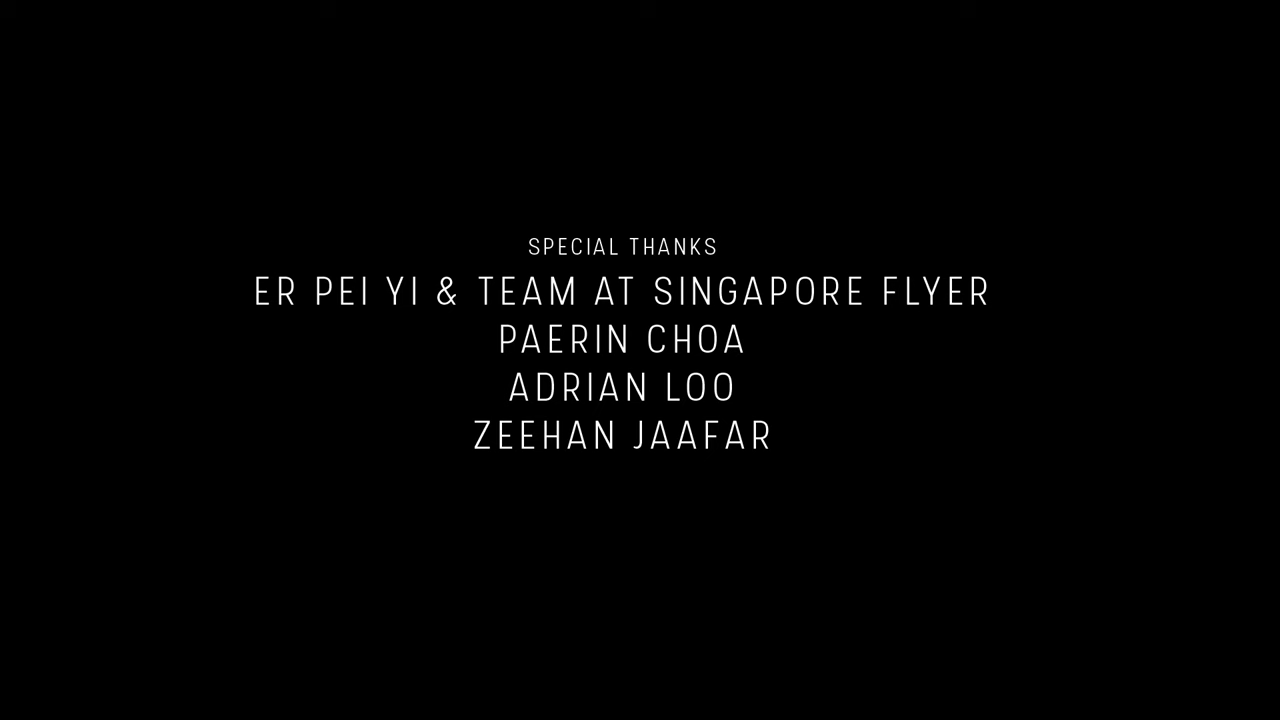 SPECIAL THANKS
ER PEI YI & TEAM AT SINGAPORE FLYER
PAERIN CHOA
ADRIAN LOO
ZEEHAN JAAFAR